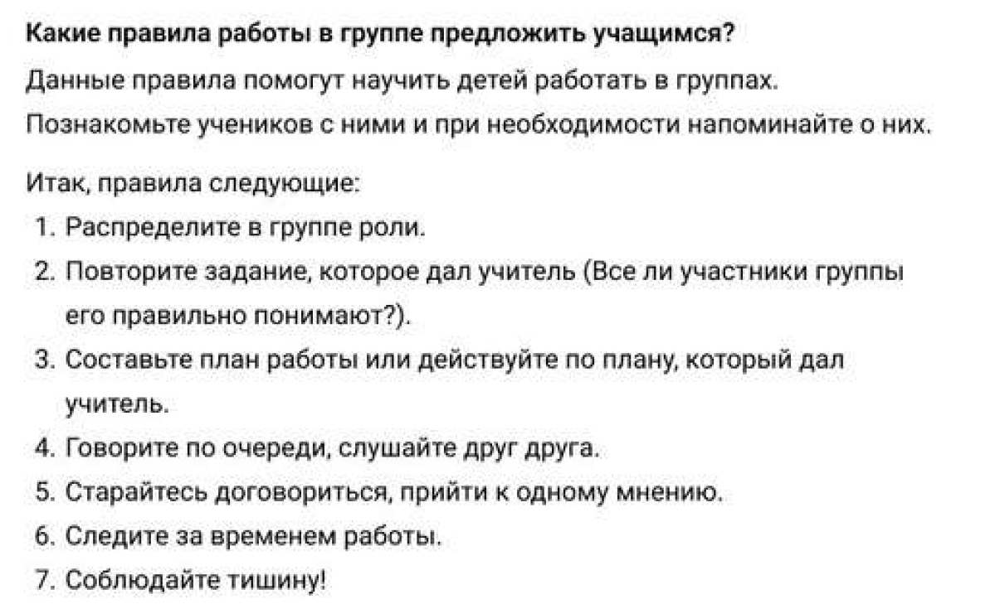 Какие правила работы в группе предложить учащимся?
Данные правила помогут научить детей работать в группах.
Познакомьте учеников с ними и при необходимости напоминайте о них.
Итак, правила следующие:
1. Распределите в группе роли.
2. Повторите задание, которое дал учитель (Все ли участники группы
его правильно понимают?).
3. Составьте план работы или действуйте по плану, который дал
учитель.
4. Говорите по очереди, слушайте друг друга.
5. Старайтесь договориться, прийти к одному мнению.
6. Следите за временем работы.
7. Соблюдайте тишину!